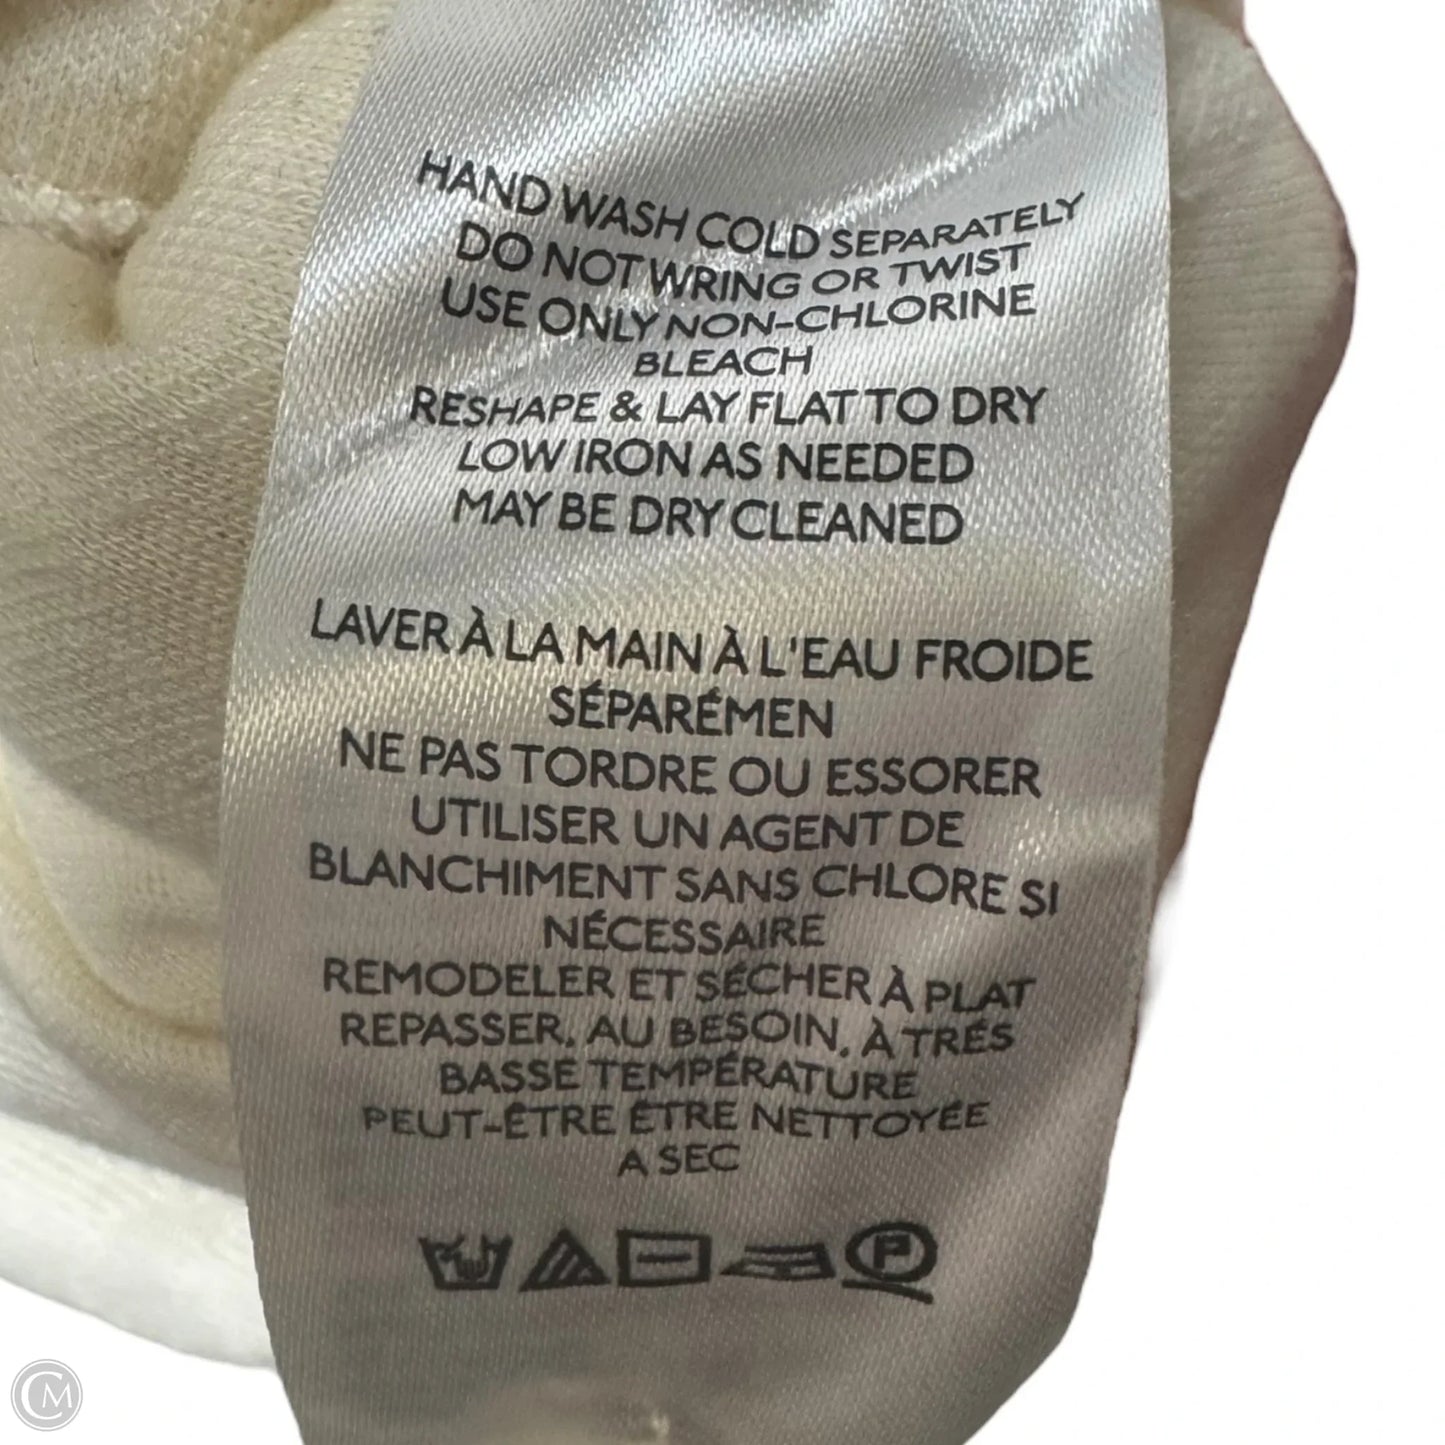 HAND WASH COLD SEPARATELY
DO NOT WRING OR TWIST
USE ONLY NON-CHLORINE
BLEACH
RESHAPE & LAY FLAT TO DRY
LOW IRON AS NEEDED
MAY BE DRY CLEANED
LAVER À LA MAIN À L'EAU FROIDE
SÉPARÉMEN
NE PAS TORDRE OU ESSORER
UTILISER UN AGENT DE
BLANCHIMENT SANS CHLORE SI
NÉCESSAIRE
REMODELER ET SÉCHER À PLAT
REPASSER, AU BESOIN, À TRÉS
BASSE TEMPÉRATURE
PEUT-ÊTRE ÊTRE NETTOYÉE
A SEC
P
CM